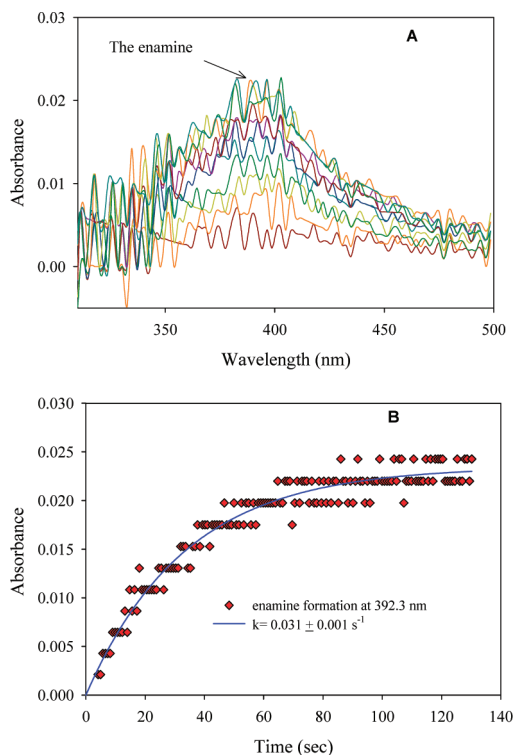 A
The enamine
0.03
0.02
0.01
0.00
Absorbance
350
400
450
500
Wavelength (nm)
B
0.030
0.025
0.020
0.015
0.010
0.005
0.000
Absorbance
enamine formation at 392.3 nm
k= 0.031 ± 0.001 s⁻¹
0
20
40
60
80
100
120
140
Time (sec)